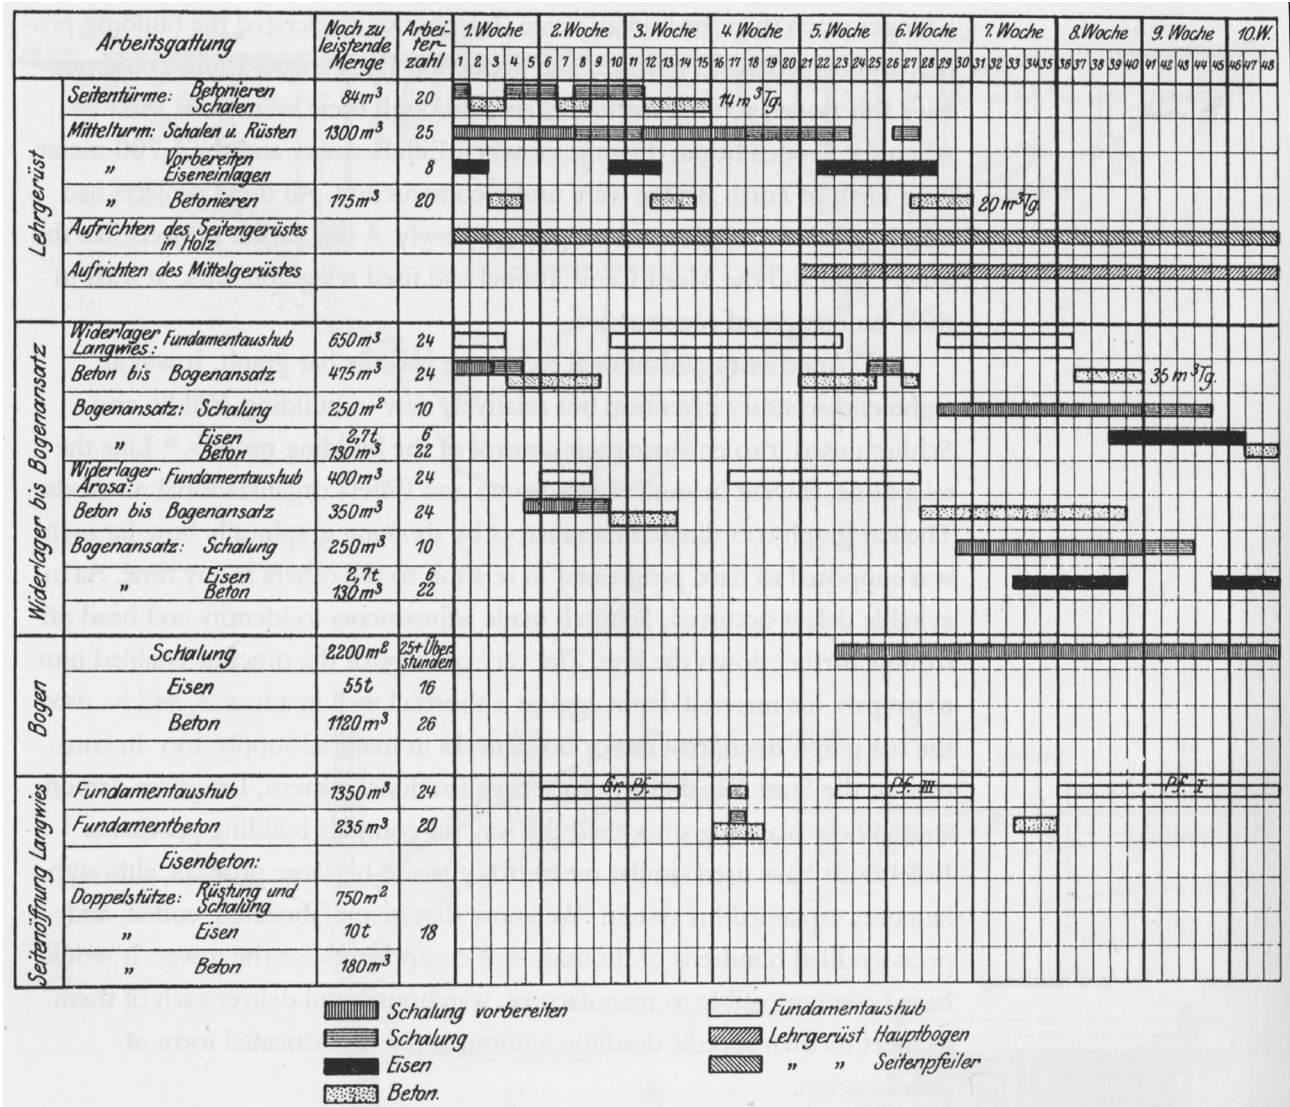 Arbeitsgattung Noch zu leistende Menge Arbei-ter-zahl 1. Woche 2. Woche 3. Woche 4. Woche 5. Woche 6. Woche 7. Woche 8. Woche 9. Woche 10. W.
1 2 3 4 5 6 7 8 9 10 11 12 13 14 15 16 17 18 19 20 21 22 23 24 25 26 27 28 29 30 31 32 33 34 35 36 37 38 39 40 41 42 43 44 45 46 47 48
Lehrgerüst
Seitentürme: Betonieren Schalen 84 m³ 20 14 m³ Tg.
Mittelturm: Schalen u. Rüsten 1300 m³ 25
" Vorbereiten Eiseneinlagen 8
" Betonieren 175 m³ 20 20 m³ Tg.
Aufrichten des Seitengerüstes in Holz
Aufrichten des Mittelgerüstes
Widerlager bis Bogenansatz
Widerlager Langwies: Fundamentaushub 650 m³ 24
Beton bis Bogenansatz 475 m³ 24 35 m³ Tg.
Bogenansatz: Schalung 250 m² 10
" Eisen 2,7 t 6
Beton 130 m³ 22
Widerlager Arosa: Fundamentaushub 400 m³ 24
Beton bis Bogenansatz 350 m³ 24
Bogenansatz: Schalung 250 m³ 10
" Eisen 2,7 t, 6
Beton 130 m³ 22
Bogen
Schalung 2200 m² 25 + Über-stunden
Eisen 55 t 16
Beton 1120 m³ 26
Seitenöffnung Langwies
Fundamentaushub 1350 m³ 24 Gr. Pf. Pf. III Pf. I
Fundamentbeton 235 m³ 20
Eisenbeton:
Doppelstütze: Rüstung und Schalung 750 m²
" Eisen 10 t 18
" Beton 180 m³
Schalung vorbereiten
Schalung
Eisen
Beton.
Fundamentaushub
Lehrgerüst Hauptbogen
" " Seitenpfeiler